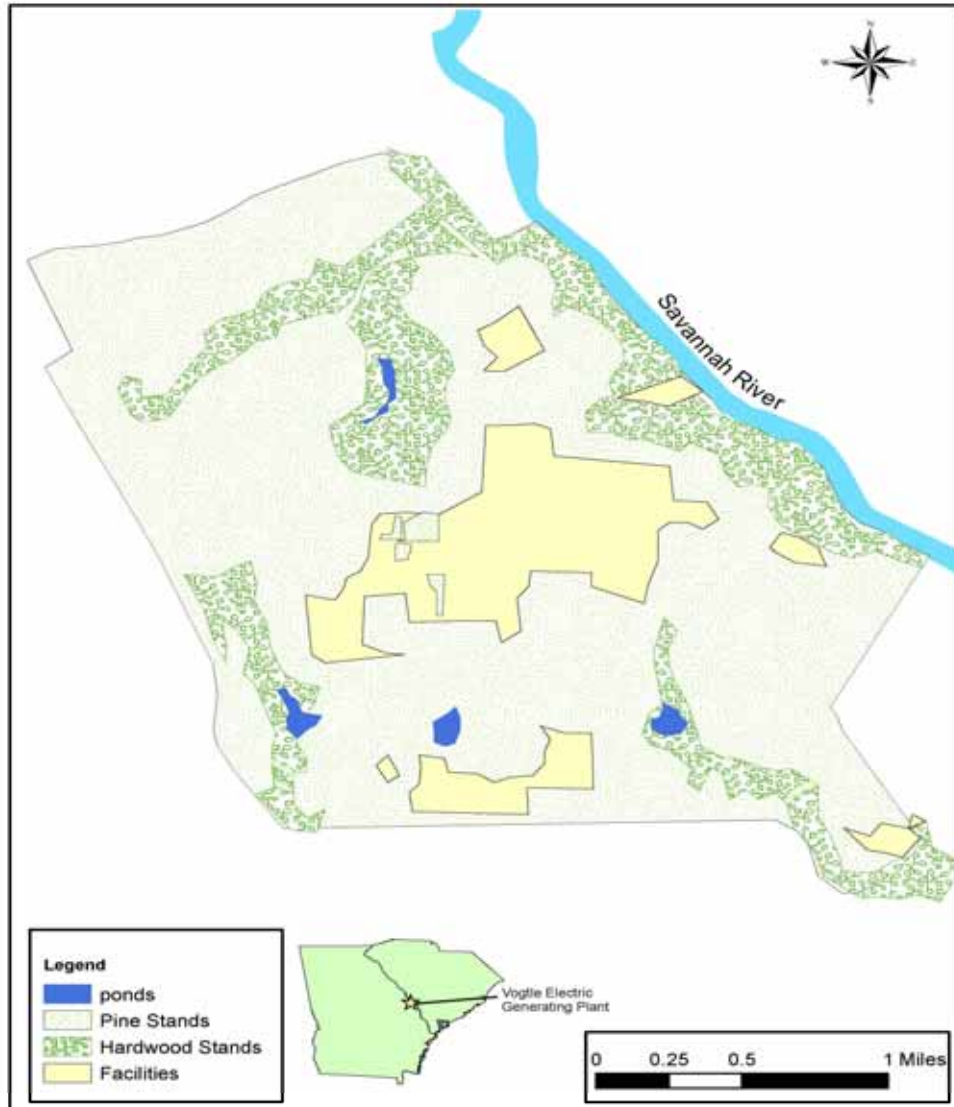 N
W
E
S
Savannah River
Legend
ponds
Pine Stands
Hardwood Stands
Facilities
Vogtle Electric
Generating Plant
0 0.25 0.5 1 Miles